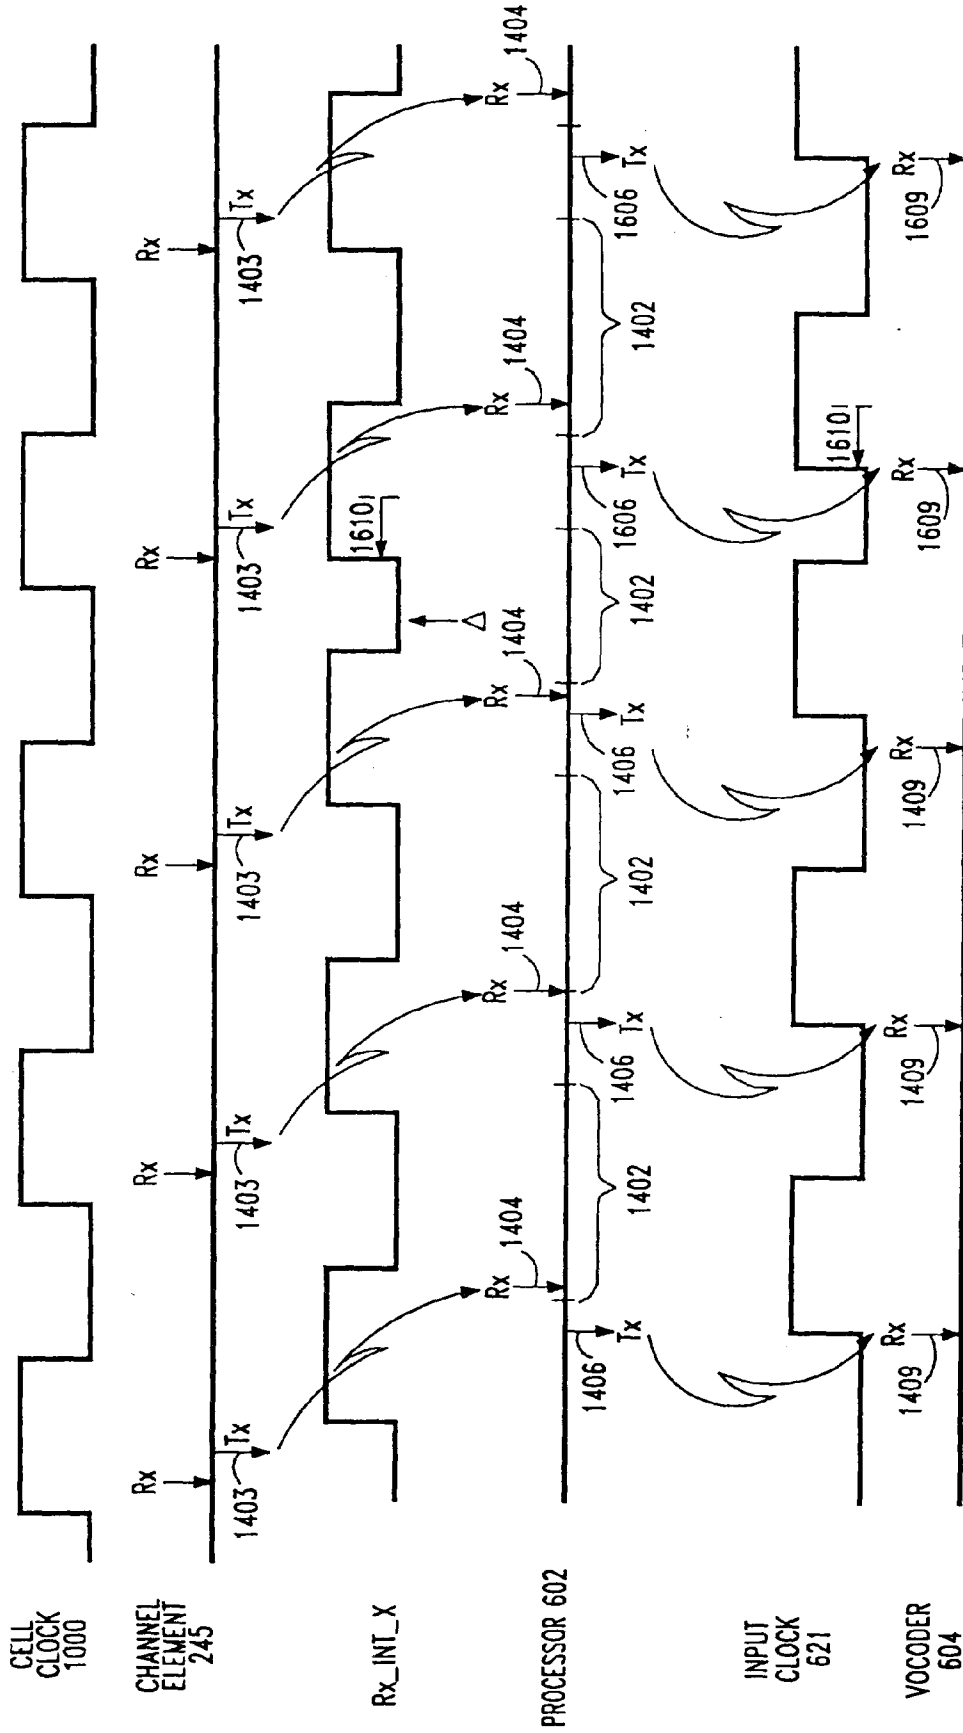 CELL
CLOCK
1000
CHANNEL
ELEMENT
245
Rx
Rx
Rx
Rx
Rx
Tx
Tx
Tx
Tx
Tx
1403
1403
1403
1403
1403
Rx_INT_X
1610
Δ
1404
1404
1404
1404
1404
Rx
Rx
Rx
Rx
Rx
PROCESSOR 602
1406
Tx
1402
1406
Tx
1402
1406
Tx
1402
1606
Tx
1402
1606
Tx
INPUT
CLOCK
621
1610
VOCODER
604
Rx
Rx
Rx
Rx
Rx
1409
1409
1409
1609
1609